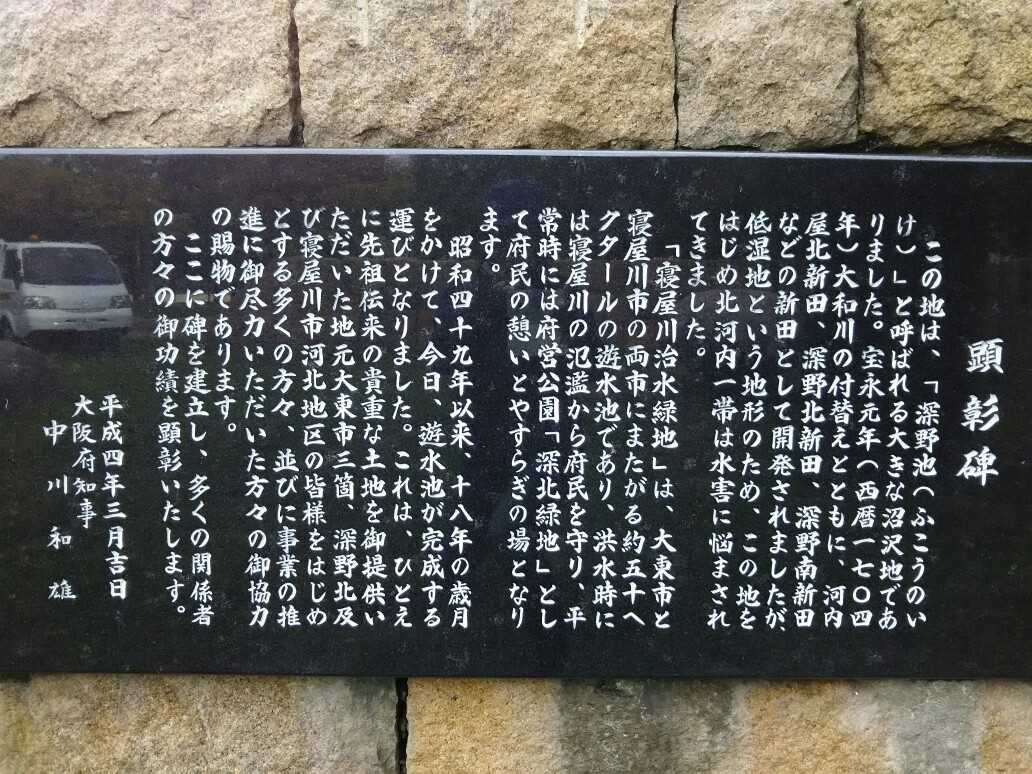 顕彰碑
この地は、「深野池（ふこうのい
け）」と呼ばれる大きな沼沢地であ
りました。宝永元年（西暦一七〇四
年）大和川の付替えとともに、河内
屋北新田、深野北新田、深野南新田
などの新田として開発されましたが、
低湿地という地形のため、この地を
はじめ北河内一帯は水害に悩まされ
てきました。
「寝屋川治水緑地」は、大東市と
寝屋川市の両市にまたがる約五十ヘ
クタールの遊水池であり、洪水時に
は寝屋川の氾濫から府民を守り、平
常時には府営公園「深北緑地」とし
て府民の憩いとやすらぎの場となり
ます。
昭和四十九年以来、十八年の歳月
をかけて、今日、遊水池が完成する
運びとなりました。これは、ひとえ
に先祖伝来の貴重な土地を御提供い
ただいた地元大東市三箇、深野北及
び寝屋川市河北地区の皆様をはじめ
とする多くの方々、並びに事業の推
進に御尽力いただいた方々の御協力
の賜物であります。
ここに碑を建立し、多くの関係者
の方々の御功績を顕彰いたします。
平成四年三月吉日
大阪府知事
中川和雄